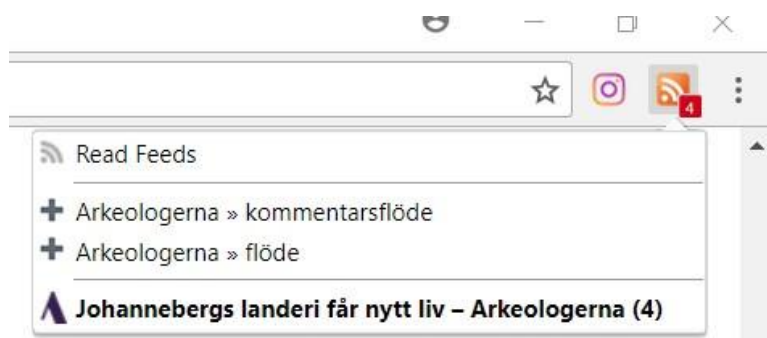 4
Read Feeds
Arkeologerna » kommentarsflöde
Arkeologerna » flöde
Johannebergs landeri får nytt liv – Arkeologerna (4)